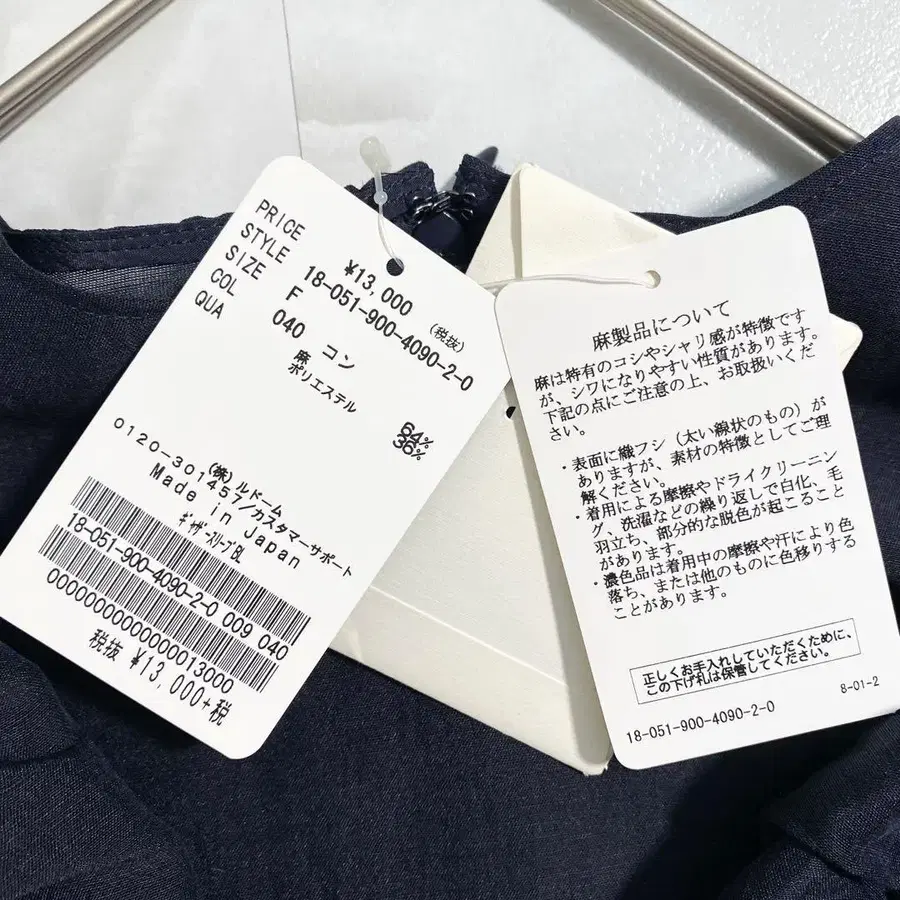 PRICE ¥13,000 (税抜)
STYLE 18-051-900-4090-2-0
SIZE F
COL 040 コン
QUA 麻 64%
ポリエステル 36%
(株)ルドーム
0120-301457/カスタマーサポート
Made in Japan
ギャザースリーブBL
18-051-900-4090-2-0 009 040
税抜 ¥13,000+税
麻製品について
麻は特有のコシやシャリ感が特徴です
が、シワになりやすい性質があります。
下記の点にご注意の上、お取扱いくだ
さい。
・表面に織フシ(太い線状のもの)が
ありますが、素材の特徴としてご理
解ください。
・着用による摩擦やドライクリーニン
グ、洗濯などの繰り返しで白化、毛
羽立ち、部分的な脱色が起こること
があります。
・濃色品は着用中の摩擦や汗により色
落ち、または他のものに色移りする
ことがあります。
正しくお手入れしていただくために、
この下げ札は保管してください。
8-01-2
18-051-900-4090-2-0